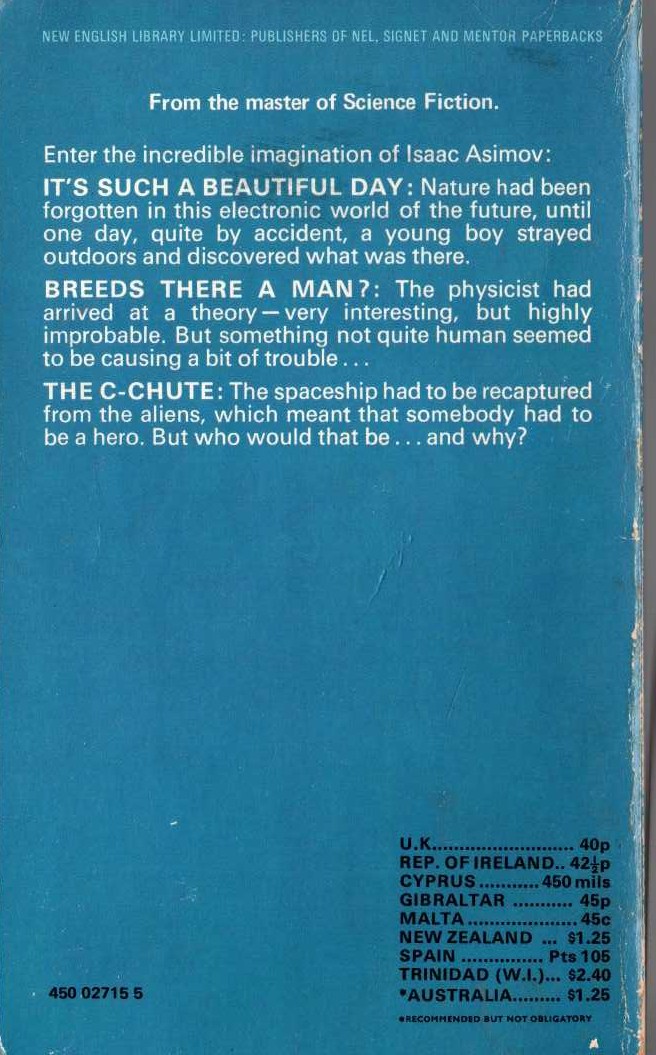 NEW ENGLISH LIBRARY LIMITED: PUBLISHERS OF NEL, SIGNET AND MENTOR PAPERBACKS
From the master of Science Fiction.
Enter the incredible imagination of Isaac Asimov:
IT'S SUCH A BEAUTIFUL DAY: Nature had been
forgotten in this electronic world of the future, until
one day, quite by accident, a young boy strayed
outdoors and discovered what was there.
BREEDS THERE A MAN?: The physicist had
arrived at a theory—very interesting, but highly
improbable. But something not quite human seemed
to be causing a bit of trouble...
THE C-CHUTE: The spaceship had to be recaptured
from the aliens, which meant that somebody had to
be a hero. But who would that be...and why?
U.K.......................... 40p
REP. OF IRELAND.. 42½p
CYPRUS ........... 450 mils
GIBRALTAR ........... 45p
MALTA .................... 45c
NEW ZEALAND ... $1.25
SPAIN ............... Pts 105
TRINIDAD (W.I.)... $2.40
*AUSTRALIA......... $1.25
*RECOMMENDED BUT NOT OBLIGATORY
450 02715 5